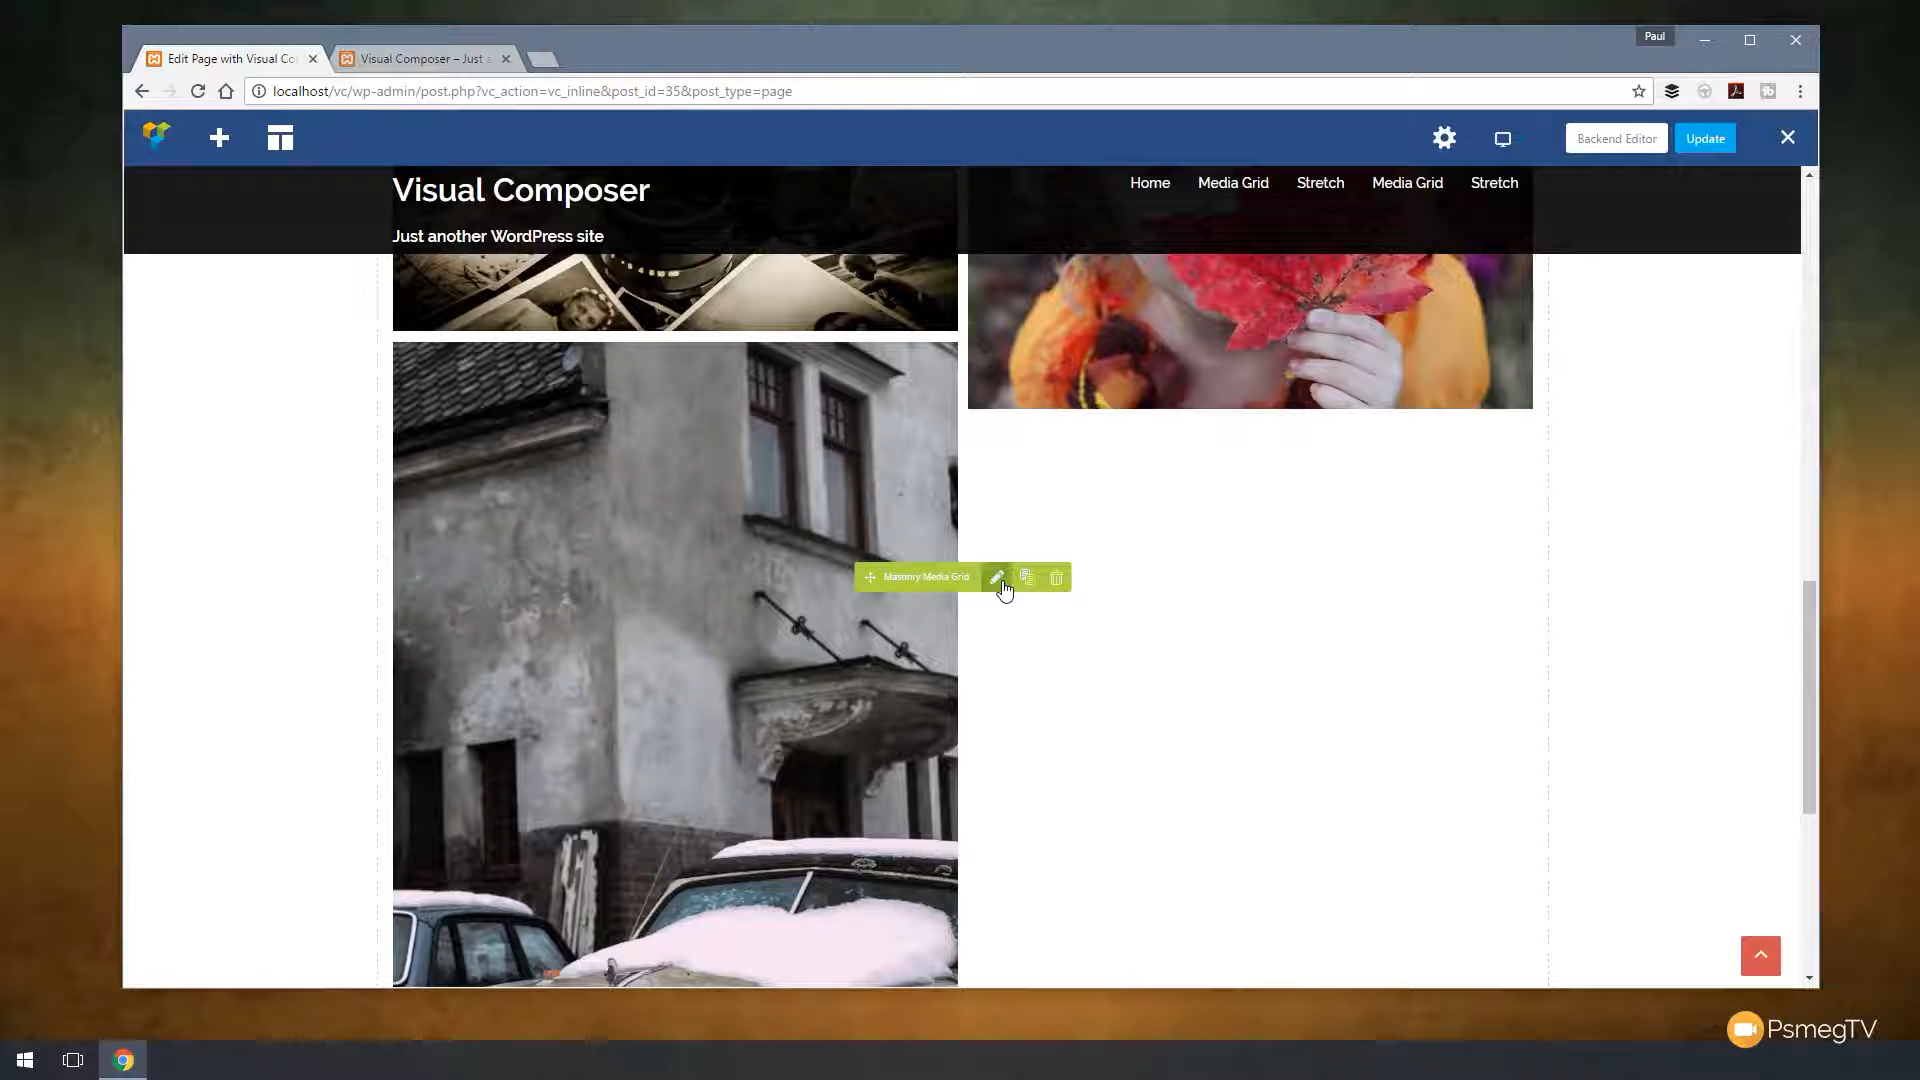 Paul
Edit Page with Visual Co
Visual Composer – Just
localhost/vc/wp-admin/post.php?vc_action=vc_inline&post_id=35&post_type=page
Backend Editor
Update
Visual Composer
Home
Media Grid
Stretch
Media Grid
Stretch
Just another WordPress site
Masonry Media Grid
PsmegTV